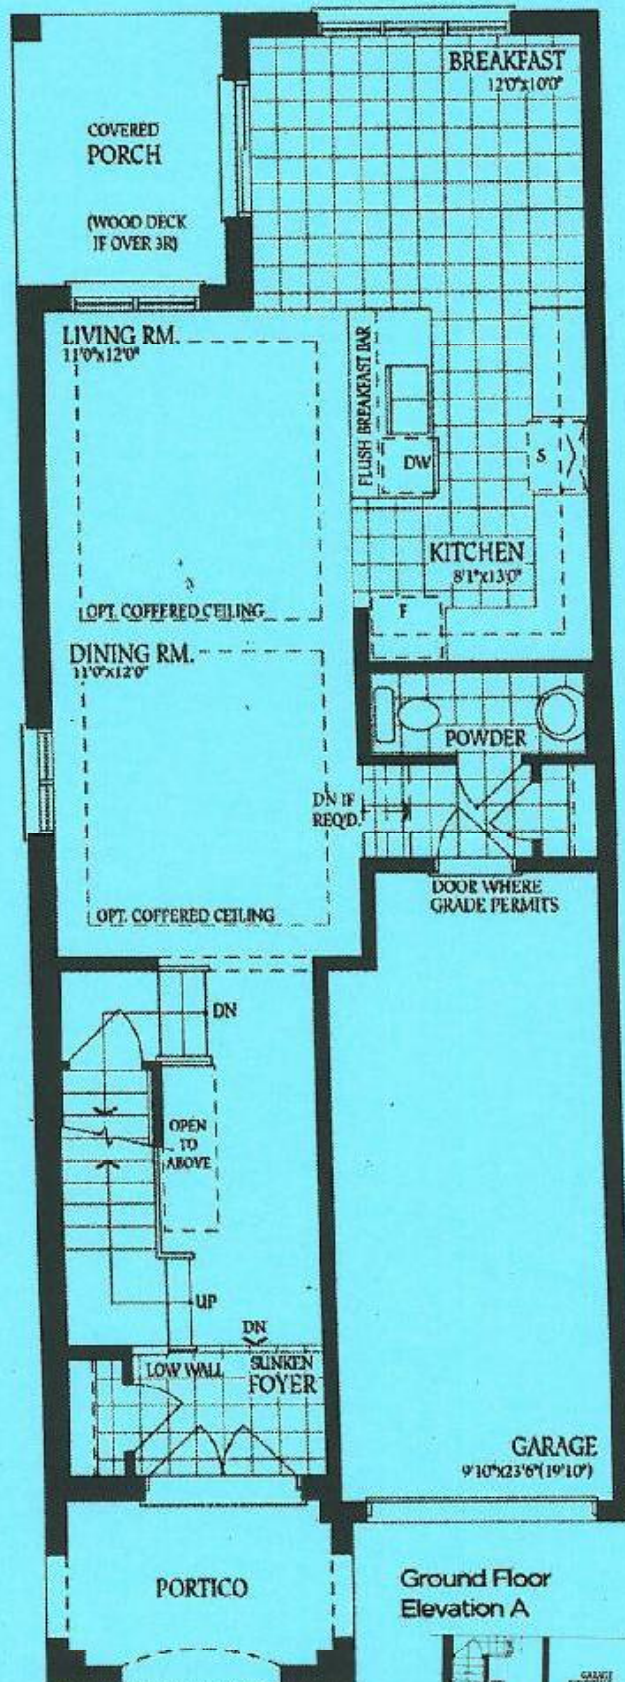 BREAKFAST
12'0"x10'0"
COVERED
PORCH
(WOOD DECK
IF OVER 3R)
LIVING RM.
11'0"x12'0"
FLUSH BREAKFAST BAR
DW
S
KITCHEN
8'1"x13'0"
F
OPT. COFFERED CEILING
DINING RM.
11'0"x12'0"
POWDER
DN IF
REQ'D.
DOOR WHERE
GRADE PERMITS
OPT. COFFERED CEILING
DN
OPEN
TO
ABOVE
UP
DN
LOW WALL
SUNKEN
FOYER
GARAGE
9'10"x23'6"(19'10")
PORTICO
Ground Floor
Elevation A
GARAGE